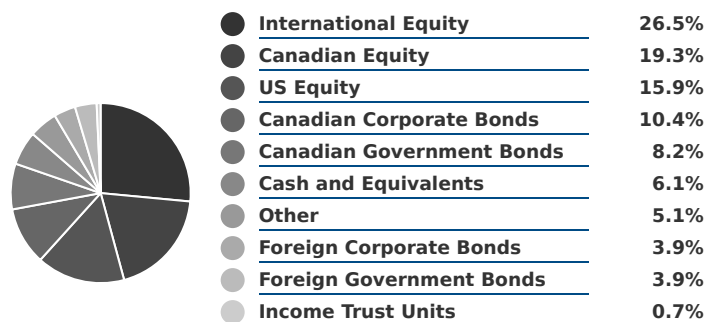 International Equity 26.5%
Canadian Equity 19.3%
US Equity 15.9%
Canadian Corporate Bonds 10.4%
Canadian Government Bonds 8.2%
Cash and Equivalents 6.1%
Other 5.1%
Foreign Corporate Bonds 3.9%
Foreign Government Bonds 3.9%
Income Trust Units 0.7%